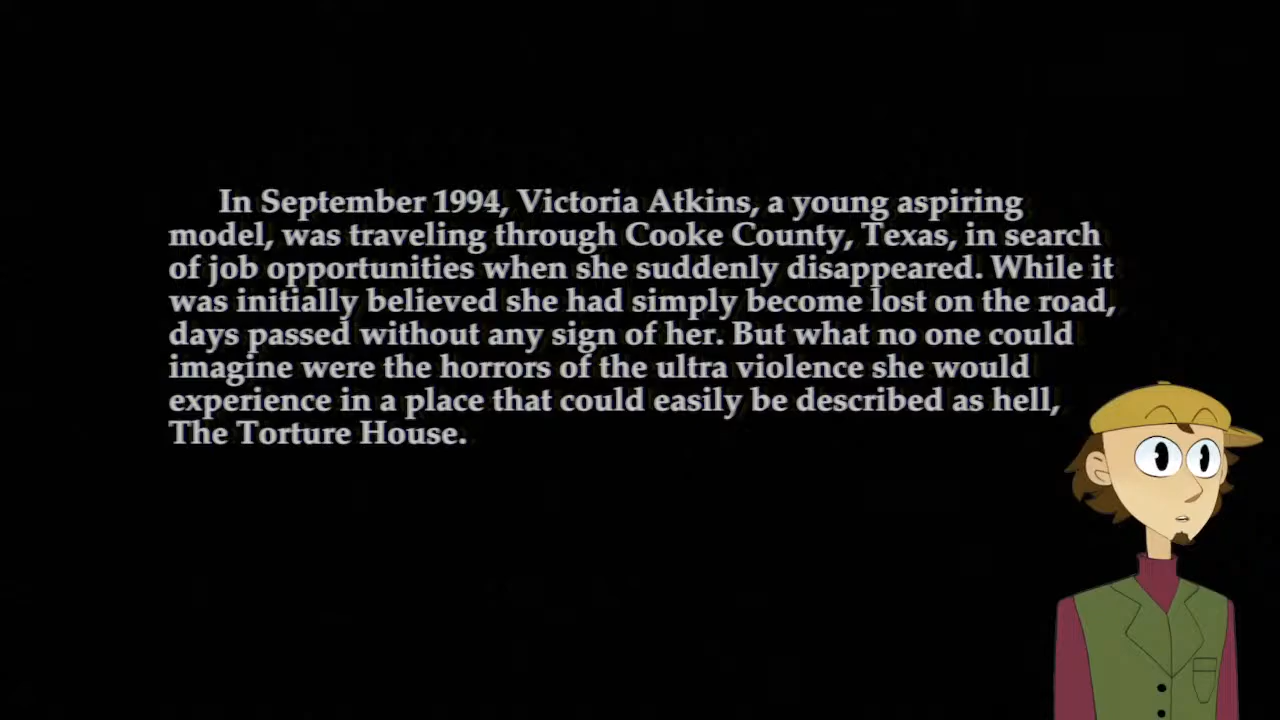 In September 1994, Victoria Atkins, a young aspiring
model, was traveling through Cooke County, Texas, in search
of job opportunities when she suddenly disappeared. While it
was initially believed she had simply become lost on the road,
days passed without any sign of her. But what no one could
imagine were the horrors of the ultra violence she would
experience in a place that could easily be described as hell,
The Torture House.